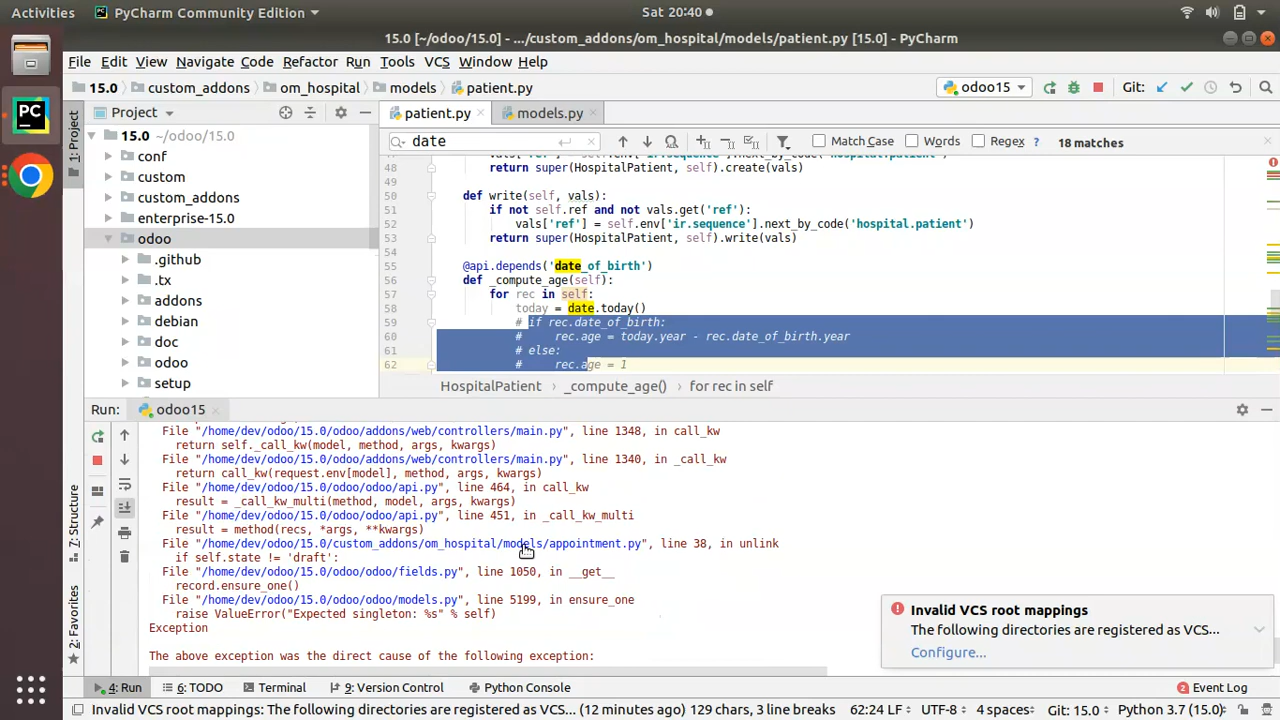 Activities PyCharm Community Edition Sat 20:40
15.0 [~/odoo/15.0] - .../custom_addons/om_hospital/models/patient.py [15.0] - PyCharm
File Edit View Navigate Code Refactor Run Tools VCS Window Help
15.0 custom_addons om_hospital models patient.py odoo15 Git:
Project patient.py models.py
date Match Case Words Regex ? 18 matches
1: Project
7: Structure
2: Favorites
15.0 ~/odoo/15.0
conf
custom
custom_addons
enterprise-15.0
odoo
.github
.tx
addons
debian
doc
odoo
setup
48 return super(HospitalPatient, self).create(vals)
49
50 def write(self, vals):
51 if not self.ref and not vals.get('ref'):
52 vals['ref'] = self.env['ir.sequence'].next_by_code('hospital.patient')
53 return super(HospitalPatient, self).write(vals)
54
55 @api.depends('date_of_birth')
56 def _compute_age(self):
57 for rec in self:
58 today = date.today()
59 # if rec.date_of_birth:
60 # rec.age = today.year - rec.date_of_birth.year
61 # else:
62 # rec.age = 1
HospitalPatient _compute_age() for rec in self
Run: odoo15
File "/home/dev/odoo/15.0/odoo/addons/web/controllers/main.py", line 1348, in call_kw
return self._call_kw(model, method, args, kwargs)
File "/home/dev/odoo/15.0/odoo/addons/web/controllers/main.py", line 1340, in _call_kw
return call_kw(request.env[model], method, args, kwargs)
File "/home/dev/odoo/15.0/odoo/odoo/api.py", line 464, in call_kw
result = _call_kw_multi(method, model, args, kwargs)
File "/home/dev/odoo/15.0/odoo/odoo/api.py", line 451, in _call_kw_multi
result = method(recs, *args, **kwargs)
File "/home/dev/odoo/15.0/custom_addons/om_hospital/models/appointment.py", line 38, in unlink
if self.state != 'draft':
File "/home/dev/odoo/15.0/odoo/odoo/fields.py", line 1050, in __get__
record.ensure_one()
File "/home/dev/odoo/15.0/odoo/odoo/models.py", line 5199, in ensure_one
raise ValueError("Expected singleton: %s" % self)
Exception
The above exception was the direct cause of the following exception:
Invalid VCS root mappings
The following directories are registered as VCS...
Configure...
4: Run 6: TODO Terminal 9: Version Control Python Console 2 Event Log
Invalid VCS root mappings: The following directories are registered as VCS... (12 minutes ago) 129 chars, 3 line breaks 62:24 LF UTF-8 4 spaces Git: 15.0 Python 3.7 (15.0)